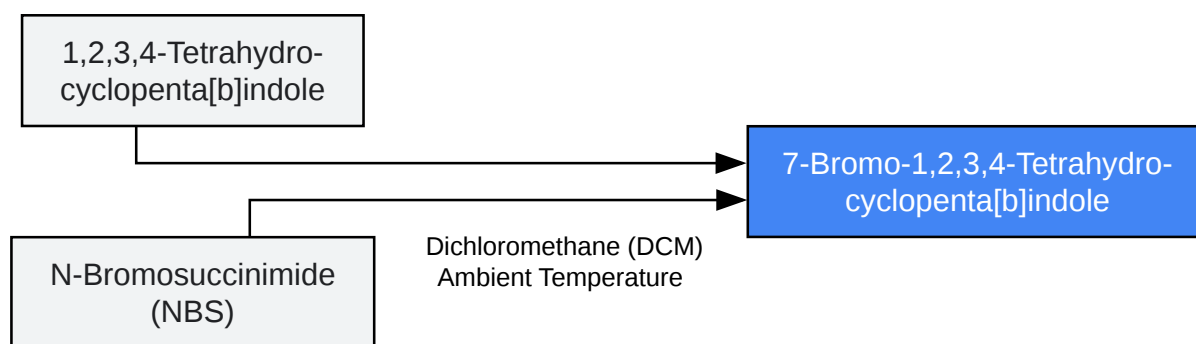 1,2,3,4-Tetrahydro-
cyclopenta[b]indole
7-Bromo-1,2,3,4-Tetrahydro-
cyclopenta[b]indole
N-Bromosuccinimide
(NBS)
Dichloromethane (DCM)
Ambient Temperature